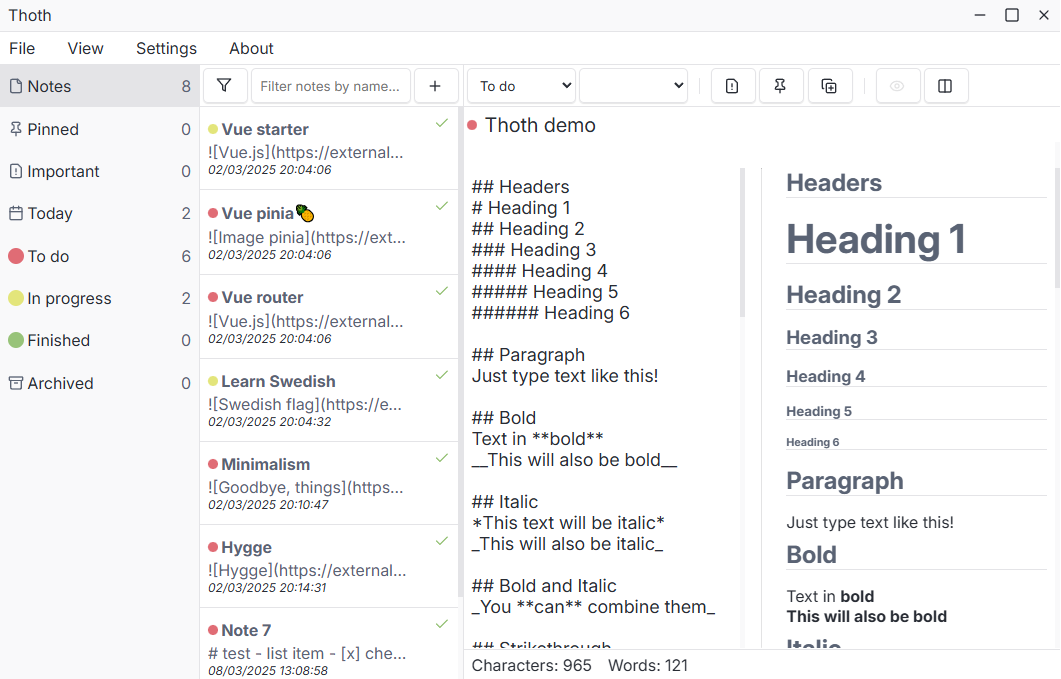 Thoth
File View Settings About
Notes 8
Pinned 0
Important 0
Today 2
To do 6
In progress 2
Finished 0
Archived 0
Filter notes by name...
Vue starter
![Vue.js](https://external...
02/03/2025 20:04:06
Vue pinia🍍
![Image pinia](https://ext...
02/03/2025 20:04:06
Vue router
![Vue.js](https://external...
02/03/2025 20:04:06
Learn Swedish
![Swedish flag](https://e...
02/03/2025 20:04:32
Minimalism
![Goodbye, things](https...
02/03/2025 20:10:47
Hygge
![Hygge](https://external...
02/03/2025 20:14:31
Note 7
# test - list item - [x] che...
08/03/2025 13:08:58
To do
Thoth demo
## Headers
# Heading 1
## Heading 2
### Heading 3
#### Heading 4
##### Heading 5
###### Heading 6
## Paragraph
Just type text like this!
## Bold
Text in **bold**
__This will also be bold__
## Italic
*This text will be italic*
_This will also be italic_
## Bold and Italic
_You **can** combine them_
## Strikethrough
Headers
Heading 1
Heading 2
Heading 3
Heading 4
Heading 5
Heading 6
Paragraph
Just type text like this!
Bold
Text in bold
This will also be bold
Italic
Characters: 965 Words: 121